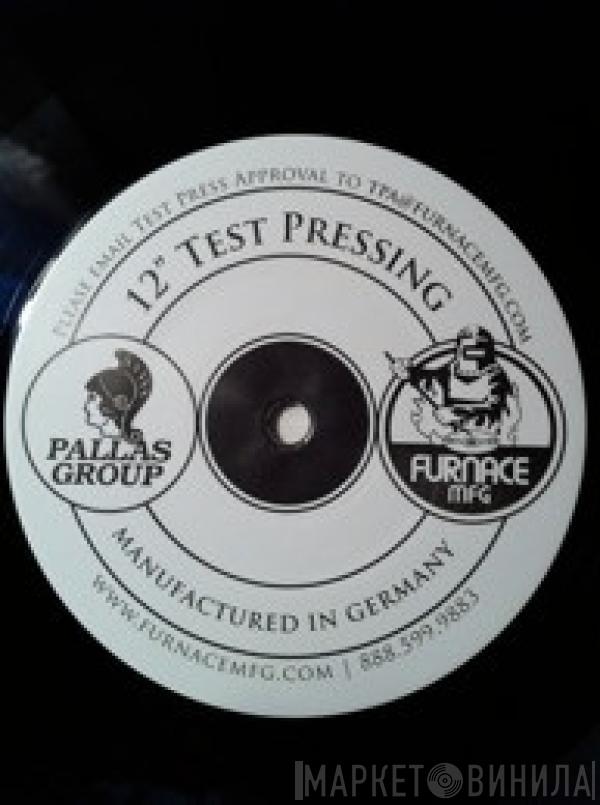 PLEASE EMAIL TEST PRESS APPROVAL TO TPA@FURNACEMFG.COM
12" TEST PRESSING
PALLAS
GROUP
FURNACE
MFG
MANUFACTURED IN GERMANY
WWW.FURNACEMFG.COM | 888.599.9883
МАРКЕТ ВИНИЛА